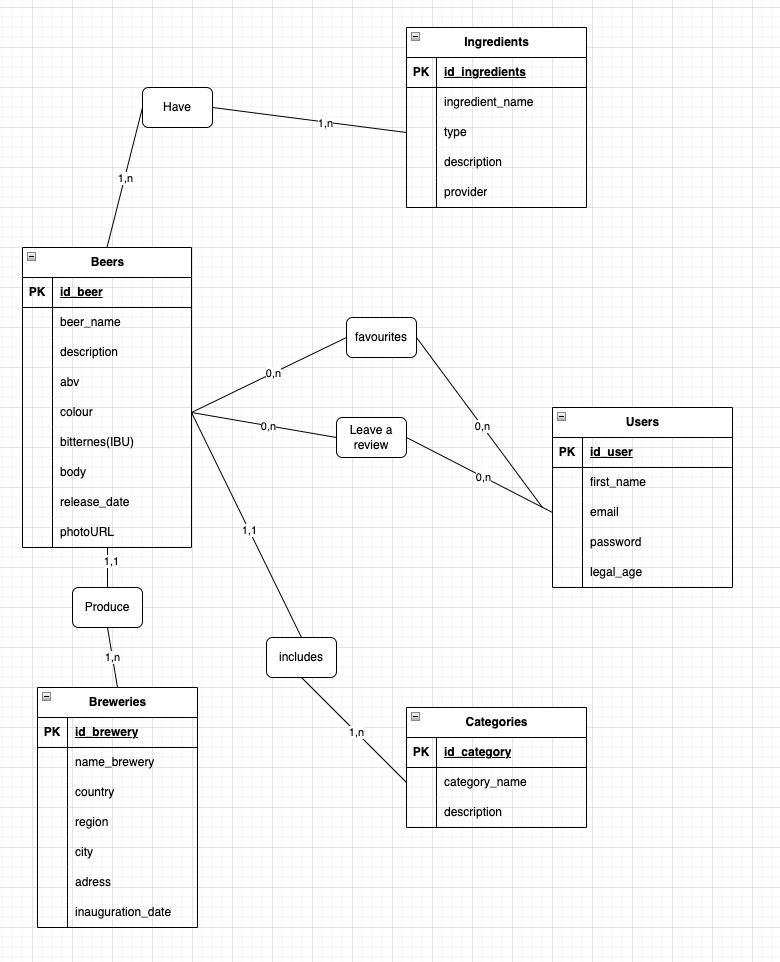 Ingredients
PK id_ingredients
ingredient_name
type
description
provider
Have
1,n
1,n
Beers
PK id_beer
beer_name
description
abv
colour
bitternes(IBU)
body
release_date
photoURL
favourites
0,n
0,n
Leave a
review
0,n
0,n
Users
PK id_user
first_name
email
password
legal_age
1,1
Produce
1,n
1,1
includes
1,n
Breweries
PK id_brewery
name_brewery
country
region
city
adress
inauguration_date
Categories
PK id_category
category_name
description